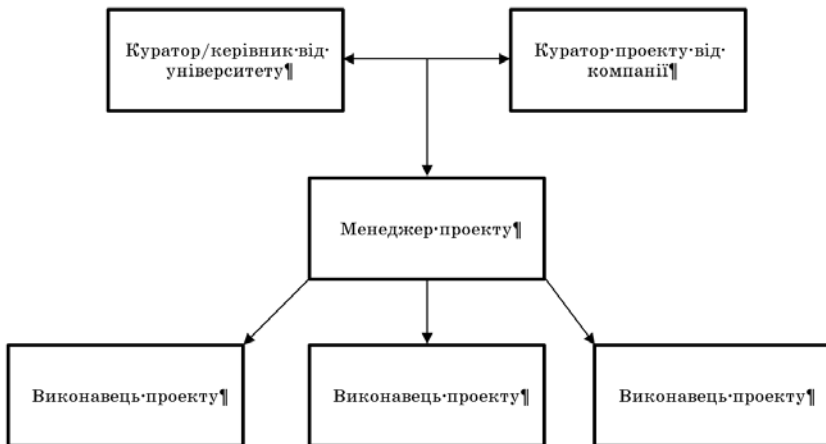 Куратор/керівник·від·
університету¶
Куратор·проекту·від·
компанії¶
Менеджер·проекту¶
Виконавець·проекту¶
Виконавець·проекту¶
Виконавець·проекту¶